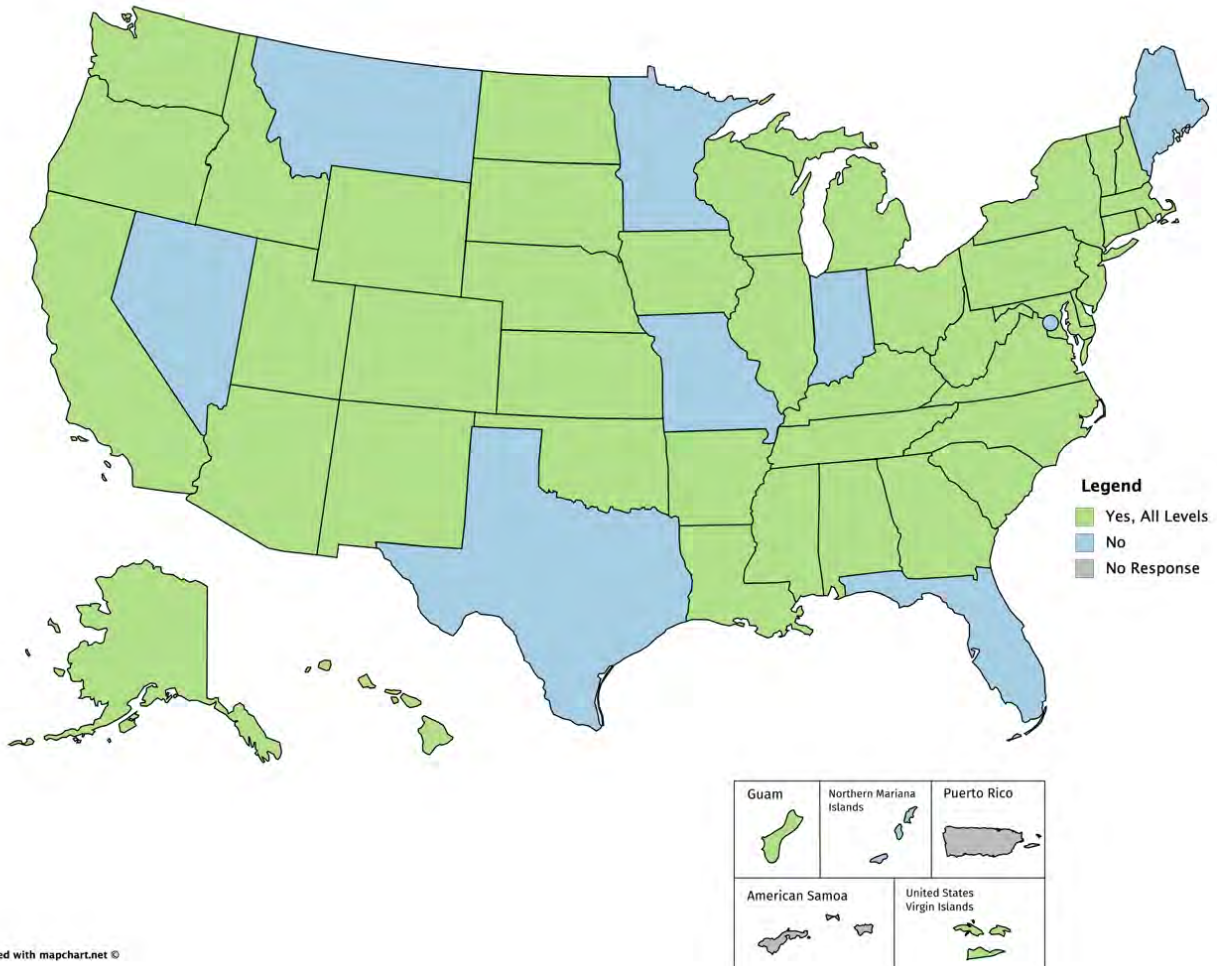 Legend
Yes, All Levels
No
No Response
Guam
Northern Mariana
Islands
Puerto Rico
American Samoa
United States
Virgin Islands
ed with mapchart.net ©